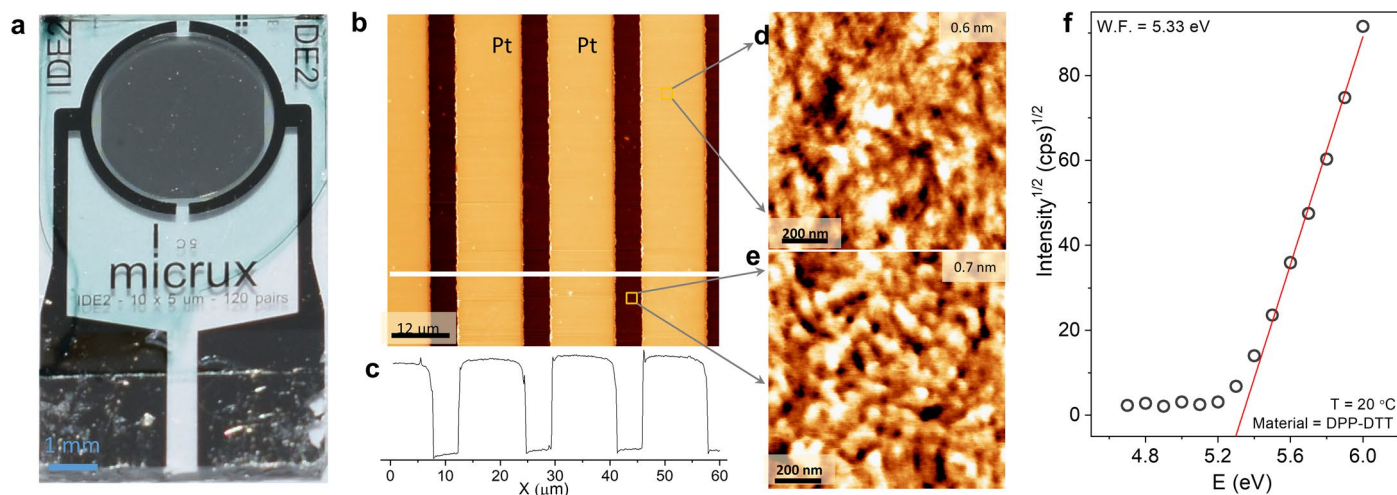 a
IDE2
IDE2
5C
micrux
IDE2 - 10 x 5 um - 120 pairs
1 mm
b
Pt
Pt
12 μm
c
0
10
20
30
40
50
60
X (μm)
d
0.6 nm
200 nm
e
0.7 nm
200 nm
f
W.F. = 5.33 eV
Intensity1/2 (cps)1/2
80
60
40
20
0
4.8
5.2
5.6
6.0
E (eV)
T = 20 °C
Material = DPP-DTT